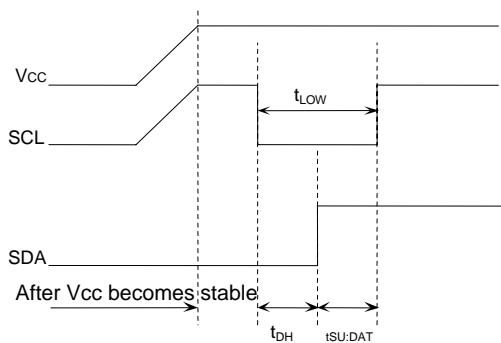 VCC
tLOW
SCL
SDA
After Vcc becomes stable
tDH
tSU:DAT